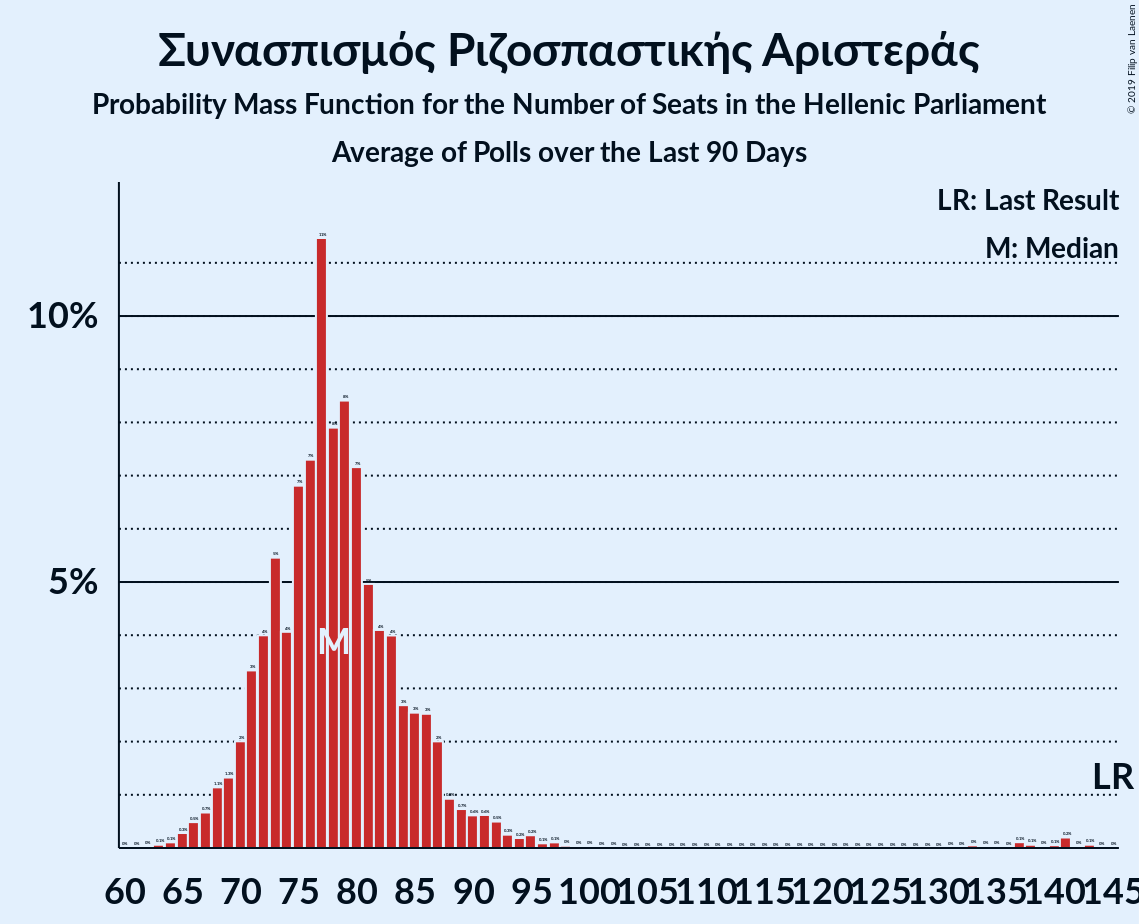 Συνασπισμός Ριζοσπαστικής Αριστεράς
Probability Mass Function for the Number of Seats in the Hellenic Parliament
Average of Polls over the Last 90 Days
© 2019 Filip van Laenen
LR: Last Result
M: Median
10%
5%
M
LR
60 65 70 75 80 85 90 95 100 105 110 115 120 125 130 135 140 145